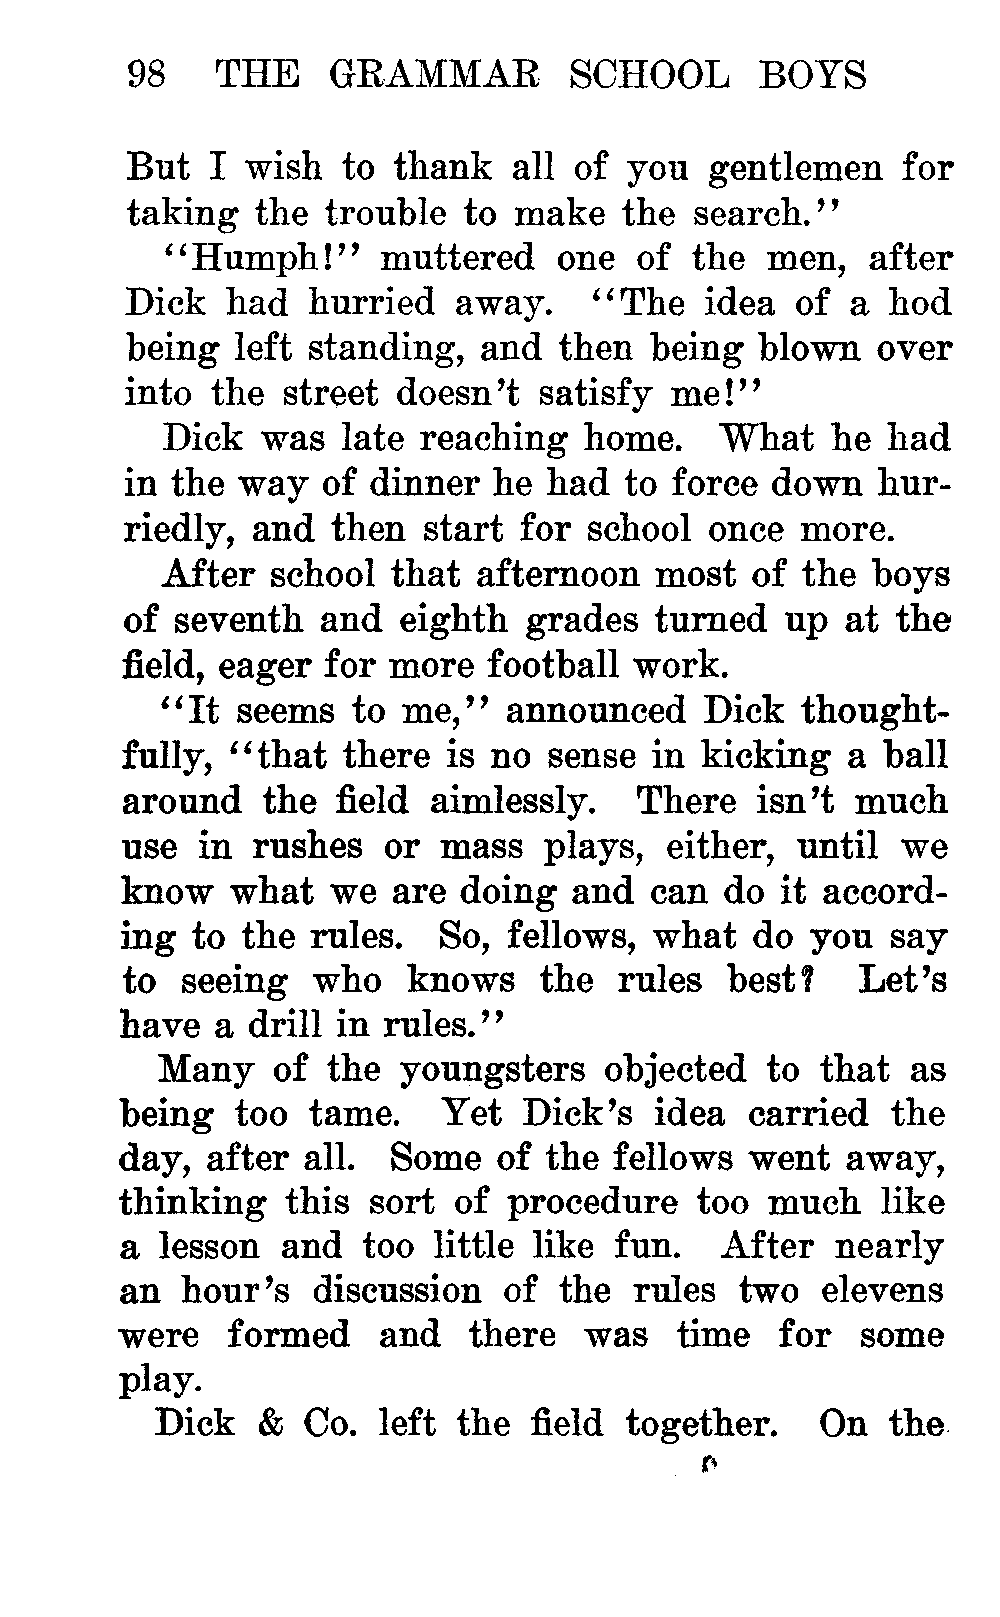 98 THE GRAMMAR SCHOOL BOYS
But I wish to thank all of you gentlemen for
taking the trouble to make the search.''
‘‘Humph!’’ muttered one of the men, after
Dick had hurried away. ‘‘The idea of a hod
being left standing, and then being blown over
into the street doesn’t satisfy me!’’
Dick was late reaching home. What he had
in the way of dinner he had to force down hur-
riedly, and then start for school once more.
After school that afternoon most of the boys
of seventh and eighth grades turned up at the
field, eager for more football work.
‘‘It seems to me,’’ announced Dick thought-
fully, ‘‘that there is no sense in kicking a ball
around the field aimlessly. There isn’t much
use in rushes or mass plays, either, until we
know what we are doing and can do it accord-
ing to the rules. So, fellows, what do you say
to seeing who knows the rules best? Let’s
have a drill in rules.’’
Many of the youngsters objected to that as
being too tame. Yet Dick’s idea carried the
day, after all. Some of the fellows went away,
thinking this sort of procedure too much like
a lesson and too little like fun. After nearly
an hour’s discussion of the rules two elevens
were formed and there was time for some
play.
Dick & Co. left the field together. On the